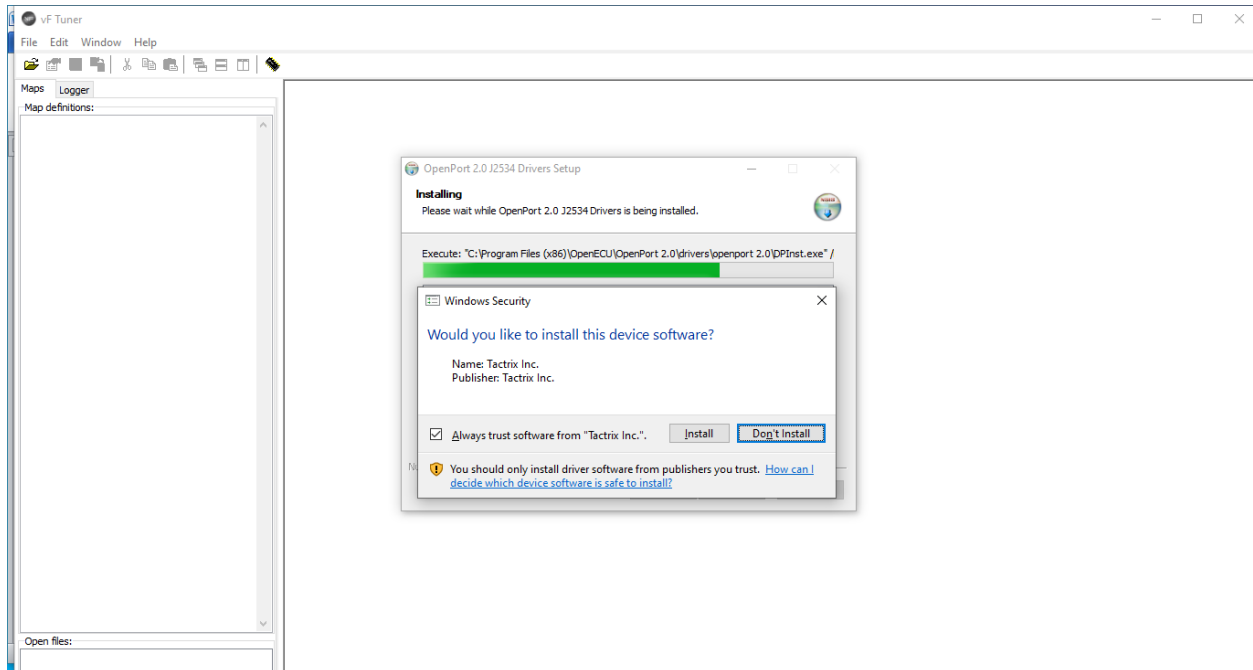 vF Tuner
File Edit Window Help
Maps Logger
Map definitions:
OpenPort 2.0 J2534 Drivers Setup
Installing
Please wait while OpenPort 2.0 J2534 Drivers is being installed.
Execute: "C:\Program Files (x86)\OpenECU\OpenPort 2.0\drivers\openport 2.0\DPInst.exe" /
Windows Security
Would you like to install this device software?
Name: Tactrix Inc.
Publisher: Tactrix Inc.
Always trust software from "Tactrix Inc.". Install Don't Install
You should only install driver software from publishers you trust. How can I
decide which device software is safe to install?
Open files: